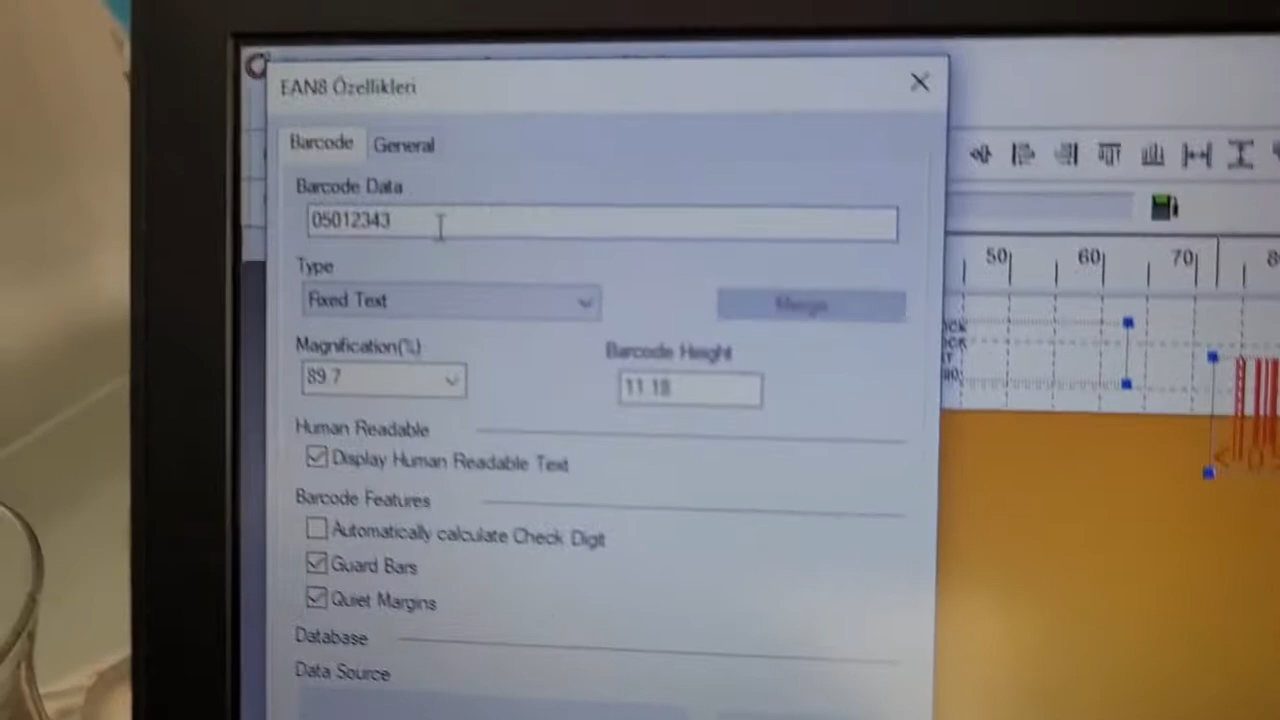 EAN8 Özellikleri
Barcode General
Barcode Data
05012343
Type
Fixed Text
Merge
Magnification(%) Barcode Height
89.7 11.18
Human Readable
Display Human Readable Text
Barcode Features
Automatically calculate Check Digit
Guard Bars
Quiet Margins
Database
Data Source
50 60 70 8